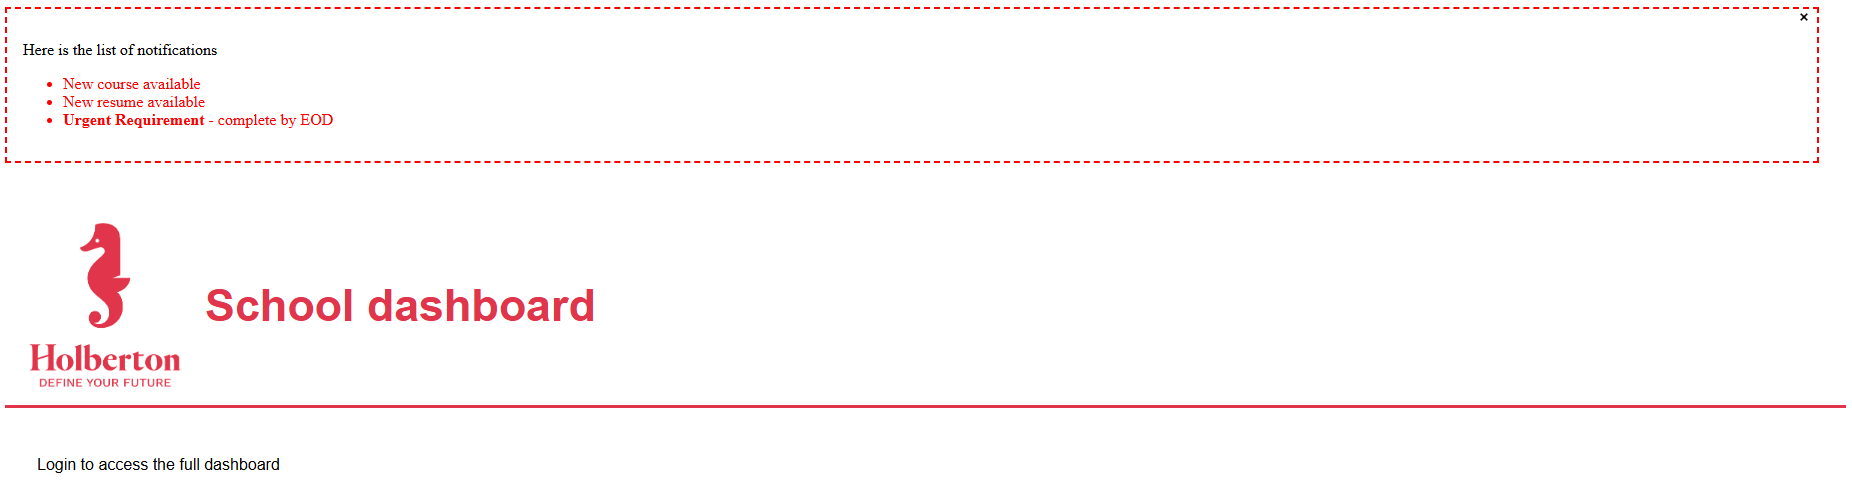 ×
Here is the list of notifications
New course available
New resume available
Urgent Requirement - complete by EOD
School dashboard
Holberton
DEFINE YOUR FUTURE
Login to access the full dashboard